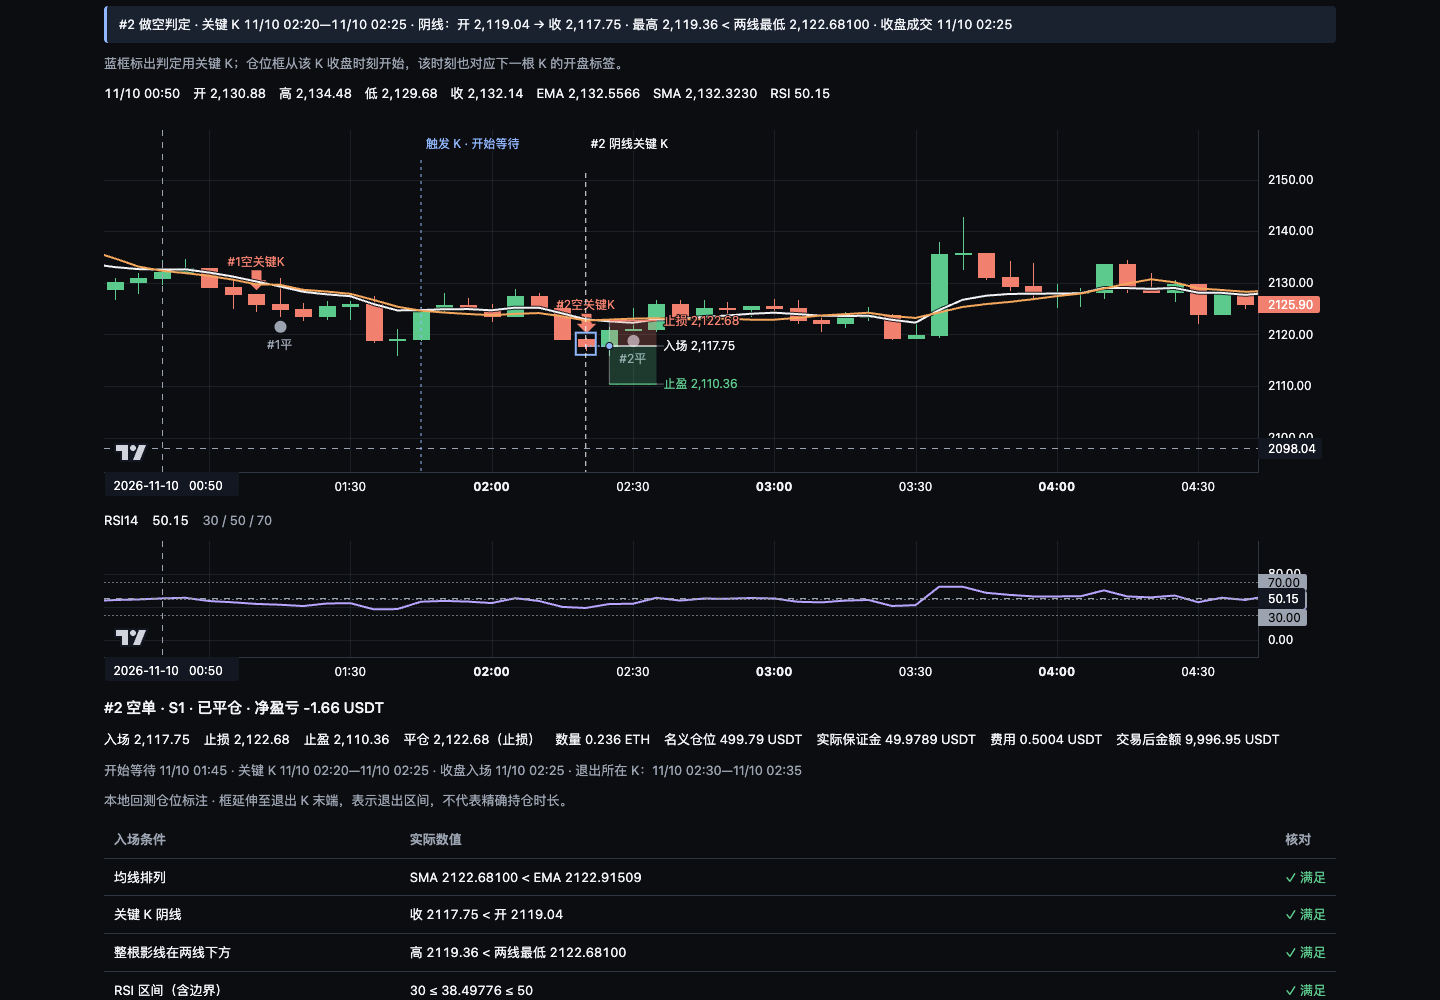 #2 做空判定 · 关键 K 11/10 02:20—11/10 02:25 · 阴线：开 2,119.04 → 收 2,117.75 · 最高 2,119.36 < 两线最低 2,122.68100 · 收盘成交 11/10 02:25
蓝框标出判定用关键 K；仓位框从该 K 收盘时刻开始，该时刻也对应下一根 K 的开盘标签。
11/10 00:50 开 2,130.88 高 2,134.48 低 2,129.68 收 2,132.14 EMA 2,132.5566 SMA 2,132.3230 RSI 50.15
触发 K · 开始等待 #2 阴线关键 K
2150.00
2140.00
#1空关键K
2130.00
#2空关键K
2125.90
止损 2,122.68
2120.00
#1平
入场 2,117.75
#2平
止盈 2,110.36
2110.00
2100.00
2098.04
2026-11-10 00:50 01:30 02:00 02:30 03:00 03:30 04:00 04:30
RSI14 50.15 30 / 50 / 70
80.00
70.00
50.15
30.00
0.00
2026-11-10 00:50 01:30 02:00 02:30 03:00 03:30 04:00 04:30
#2 空单 · S1 · 已平仓 · 净盈亏 -1.66 USDT
入场 2,117.75 止损 2,122.68 止盈 2,110.36 平仓 2,122.68（止损） 数量 0.236 ETH 名义仓位 499.79 USDT 实际保证金 49.9789 USDT 费用 0.5004 USDT 交易后金额 9,996.95 USDT
开始等待 11/10 01:45 · 关键 K 11/10 02:20—11/10 02:25 · 收盘入场 11/10 02:25 · 退出所在 K：11/10 02:30—11/10 02:35
本地回测仓位标注 · 框延伸至退出 K 末端，表示退出区间，不代表精确持仓时长。
入场条件 实际数值 核对
均线排列 SMA 2122.68100 < EMA 2122.91509 ✓ 满足
关键 K 阴线 收 2117.75 < 开 2119.04 ✓ 满足
整根影线在两线下方 高 2119.36 < 两线最低 2122.68100 ✓ 满足
RSI 区间（含边界） 30 ≤ 38.49776 ≤ 50 ✓ 满足